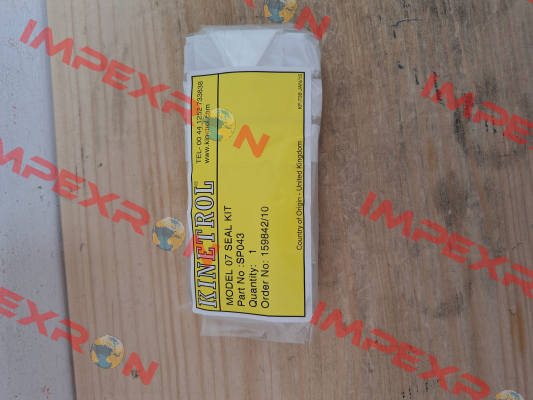 KINETROL
TEL- 00 44 1252 733838
www.kinetrol.com
MODEL 07 SEAL KIT
Part No :SP043
Quantity: 1
Order No: 159842/10
Country of Origin - United Kingdom
IMPEXRON
IMPEXRON
IMPEXRON
IMPEXRON
IMPEXRON
IMPEXRON
IMPEXRON